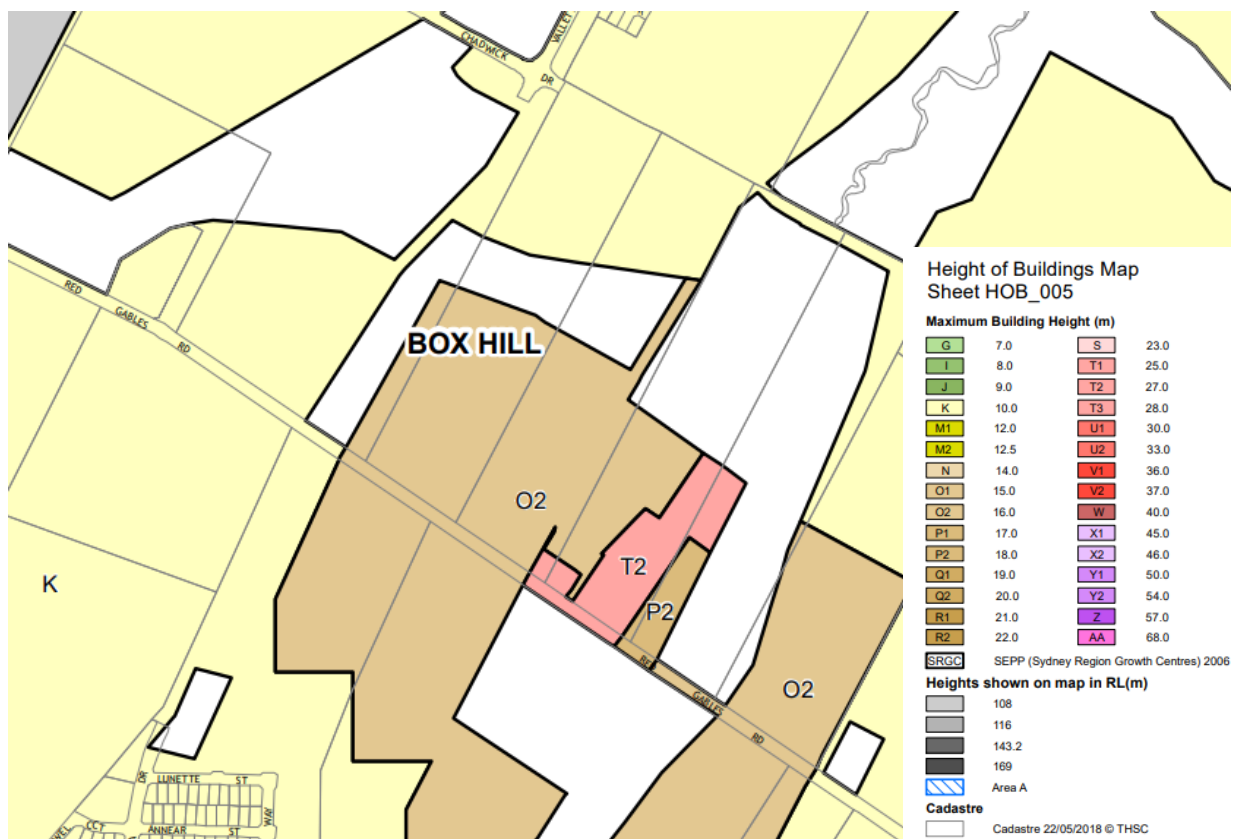 CHADWICK
DR
VALLET
RED
GABLES
RD
BOX HILL
O2
T2
P2
K
RED
GABLES
RD
O2
DR
LUNETTE ST
WAY
CCT
ANNEAR ST
Height of Buildings Map
Sheet HOB_005
Maximum Building Height (m)
G 7.0 S 23.0
I 8.0 T1 25.0
J 9.0 T2 27.0
K 10.0 T3 28.0
M1 12.0 U1 30.0
M2 12.5 U2 33.0
N 14.0 V1 36.0
O1 15.0 V2 37.0
O2 16.0 W 40.0
P1 17.0 X1 45.0
P2 18.0 X2 46.0
Q1 19.0 Y1 50.0
Q2 20.0 Y2 54.0
R1 21.0 Z 57.0
R2 22.0 AA 68.0
SRGC SEPP (Sydney Region Growth Centres) 2006
Heights shown on map in RL(m)
108
116
143.2
169
Area A
Cadastre
Cadastre 22/05/2018 © THSC